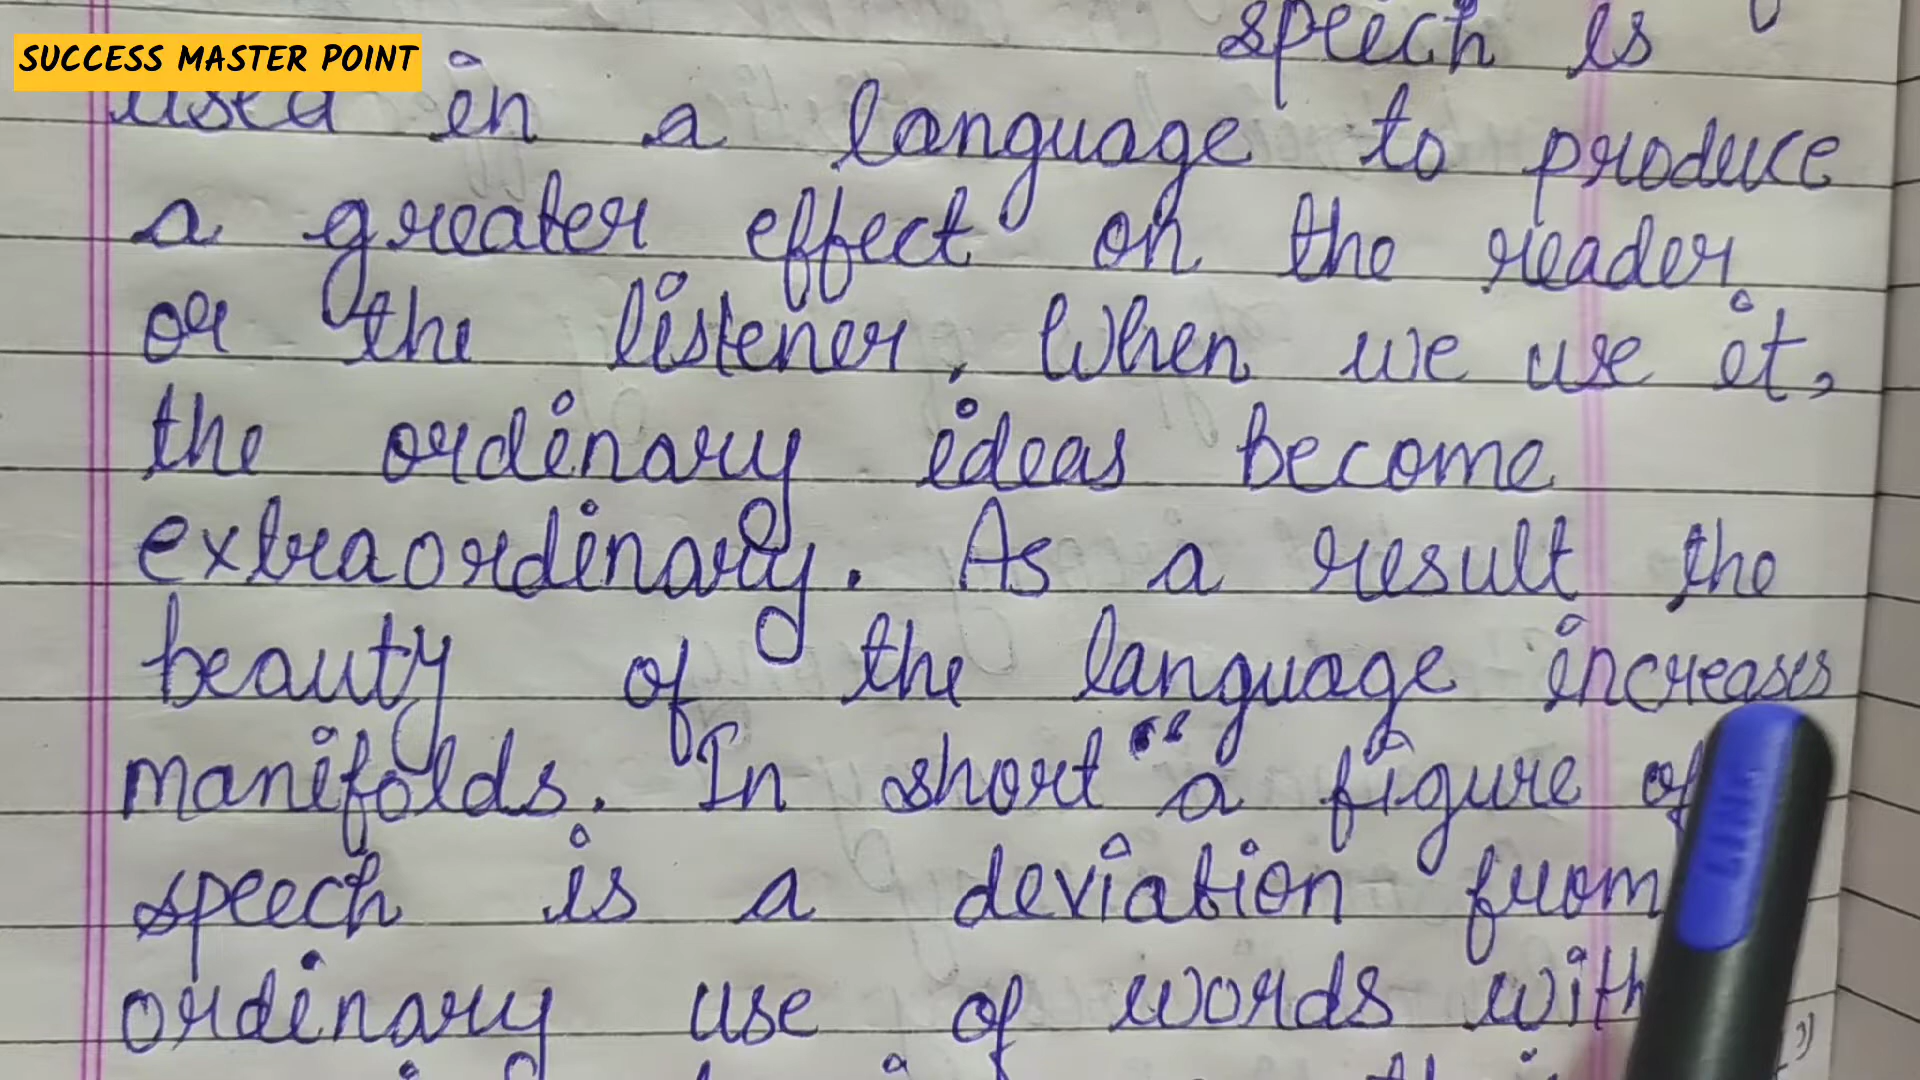 speech is
SUCCESS MASTER POINT
used in a language to produce
a greater effect on the reader
or the listener. When we use it,
the ordinary ideas become
extraordinary. As a result the
beauty of the language increases
manifolds. In short "a figure of
speech is a deviation from
ordinary use of words with